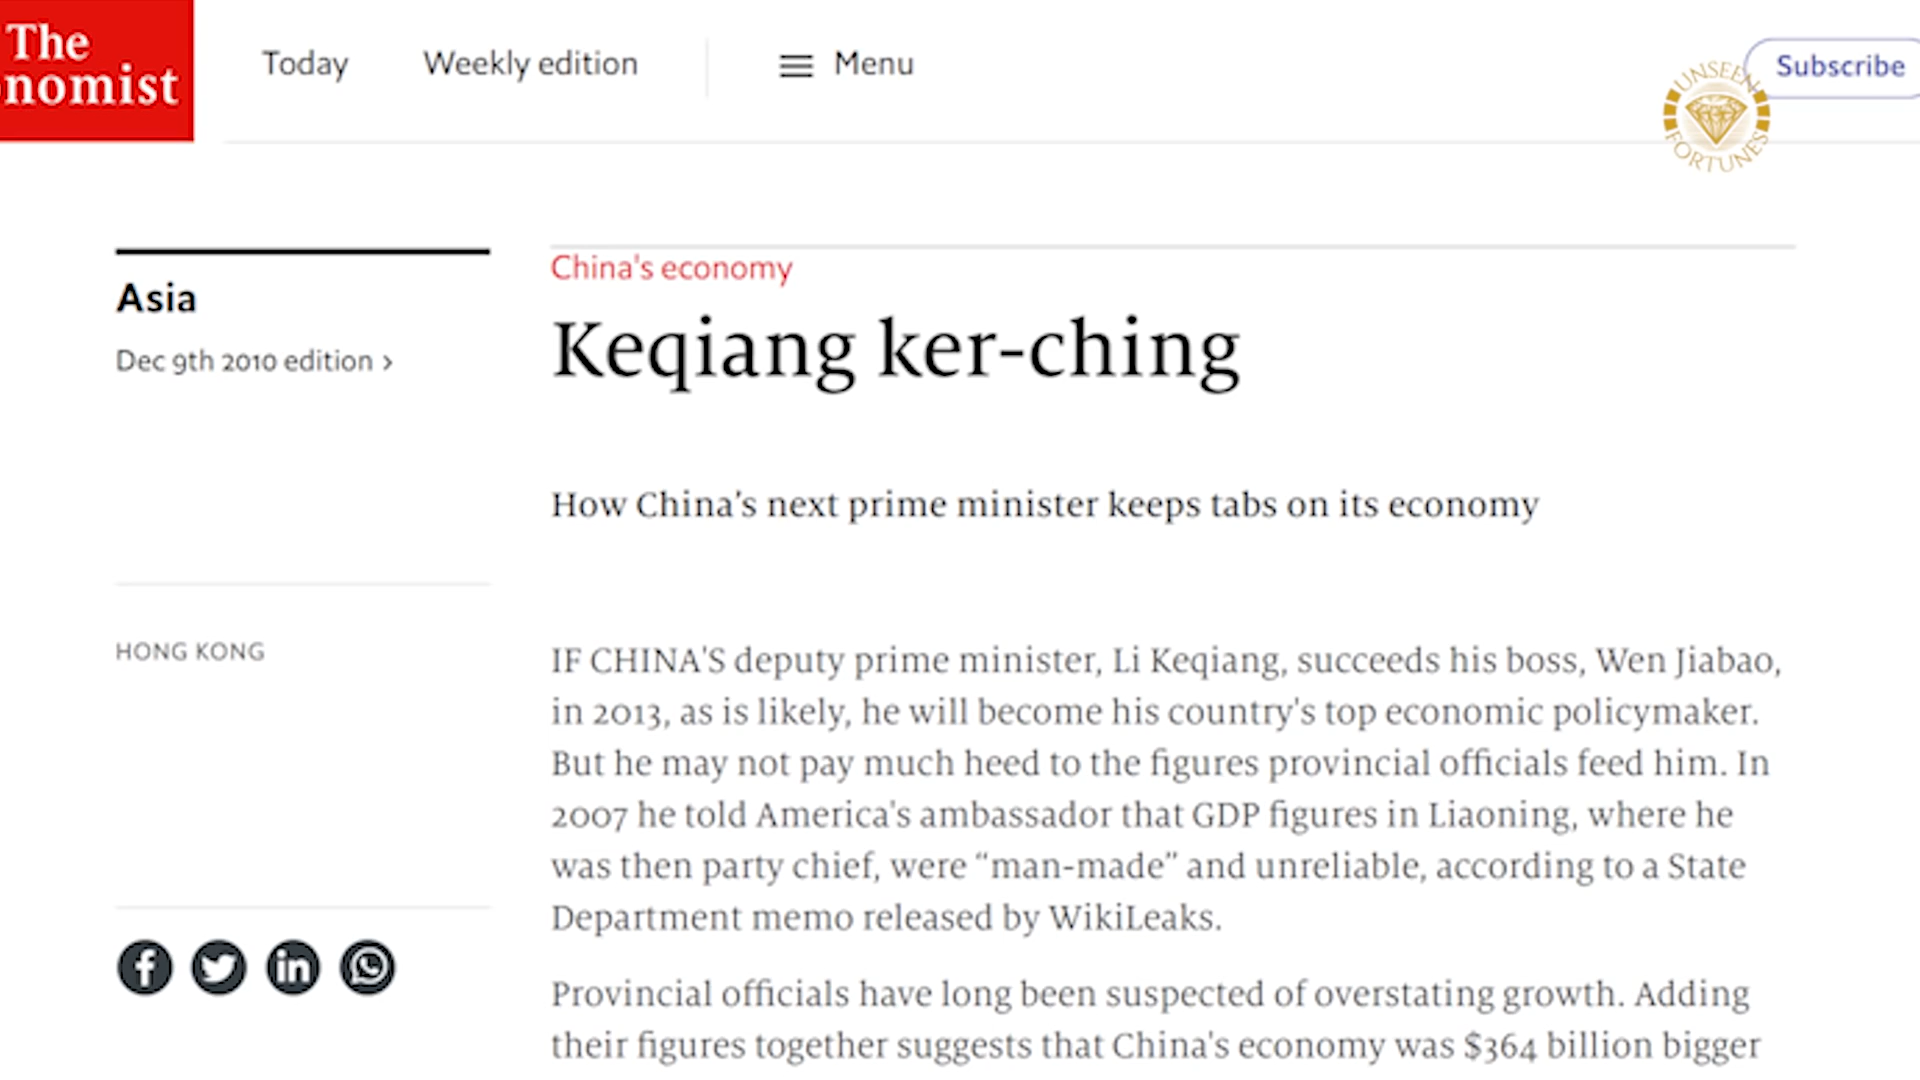 The
nomist
Today
Weekly edition
Menu
Subscribe
UNSEEN
FORTUNES
Asia
Dec 9th 2010 edition >
HONG KONG
China's economy
Keqiang ker-ching
How China's next prime minister keeps tabs on its economy
IF CHINA'S deputy prime minister, Li Keqiang, succeeds his boss, Wen Jiabao,
in 2013, as is likely, he will become his country's top economic policymaker.
But he may not pay much heed to the figures provincial officials feed him. In
2007 he told America's ambassador that GDP figures in Liaoning, where he
was then party chief, were “man-made” and unreliable, according to a State
Department memo released by WikiLeaks.
Provincial officials have long been suspected of overstating growth. Adding
their figures together suggests that China's economy was $364 billion bigger